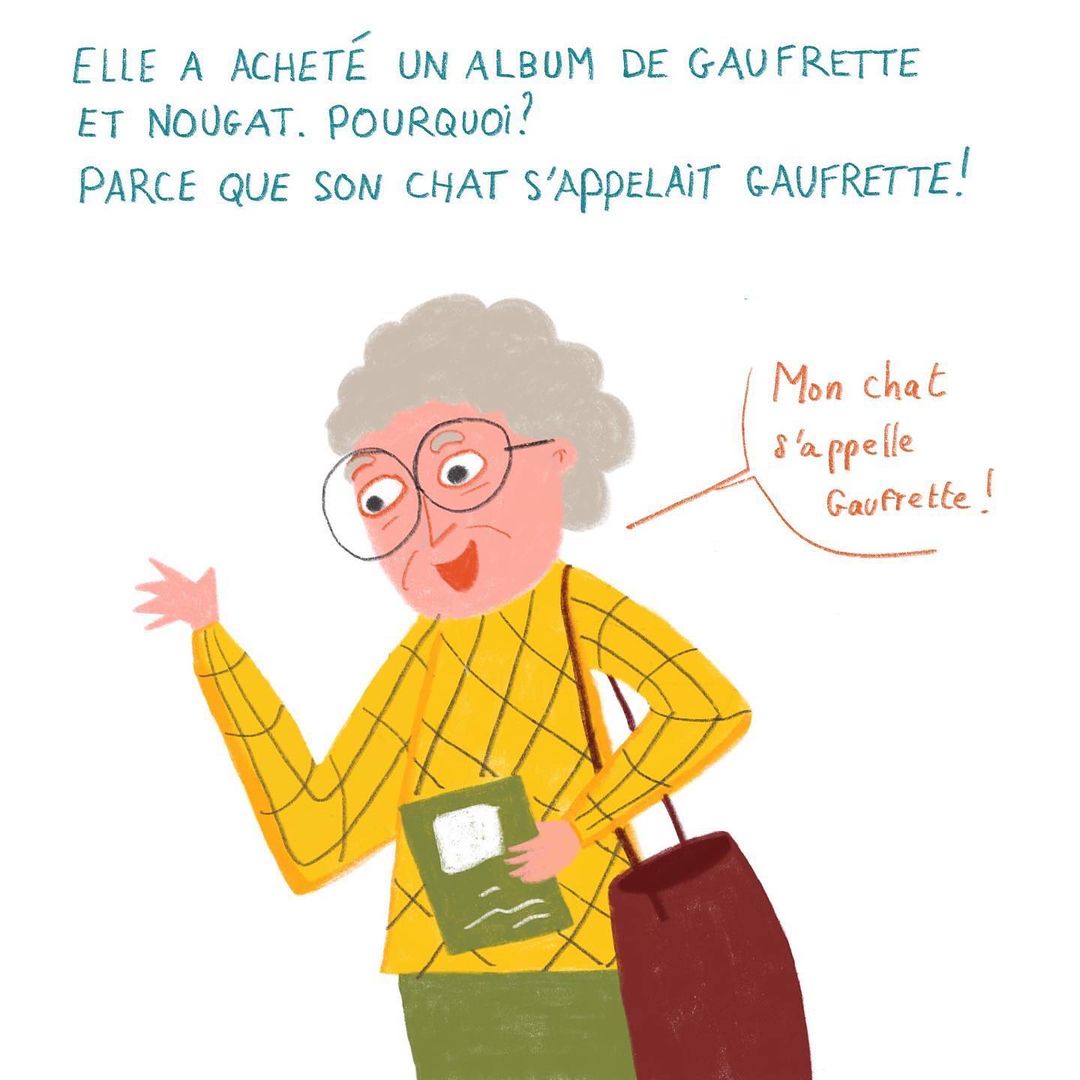 ELLE A ACHETÉ UN ALBUM DE GAUFRETTE
ET NOUGAT. POURQUOI?
PARCE QUE SON CHAT S'APPELAIT GAUFRETTE!
Mon chat
s'appelle
Gaufrette!